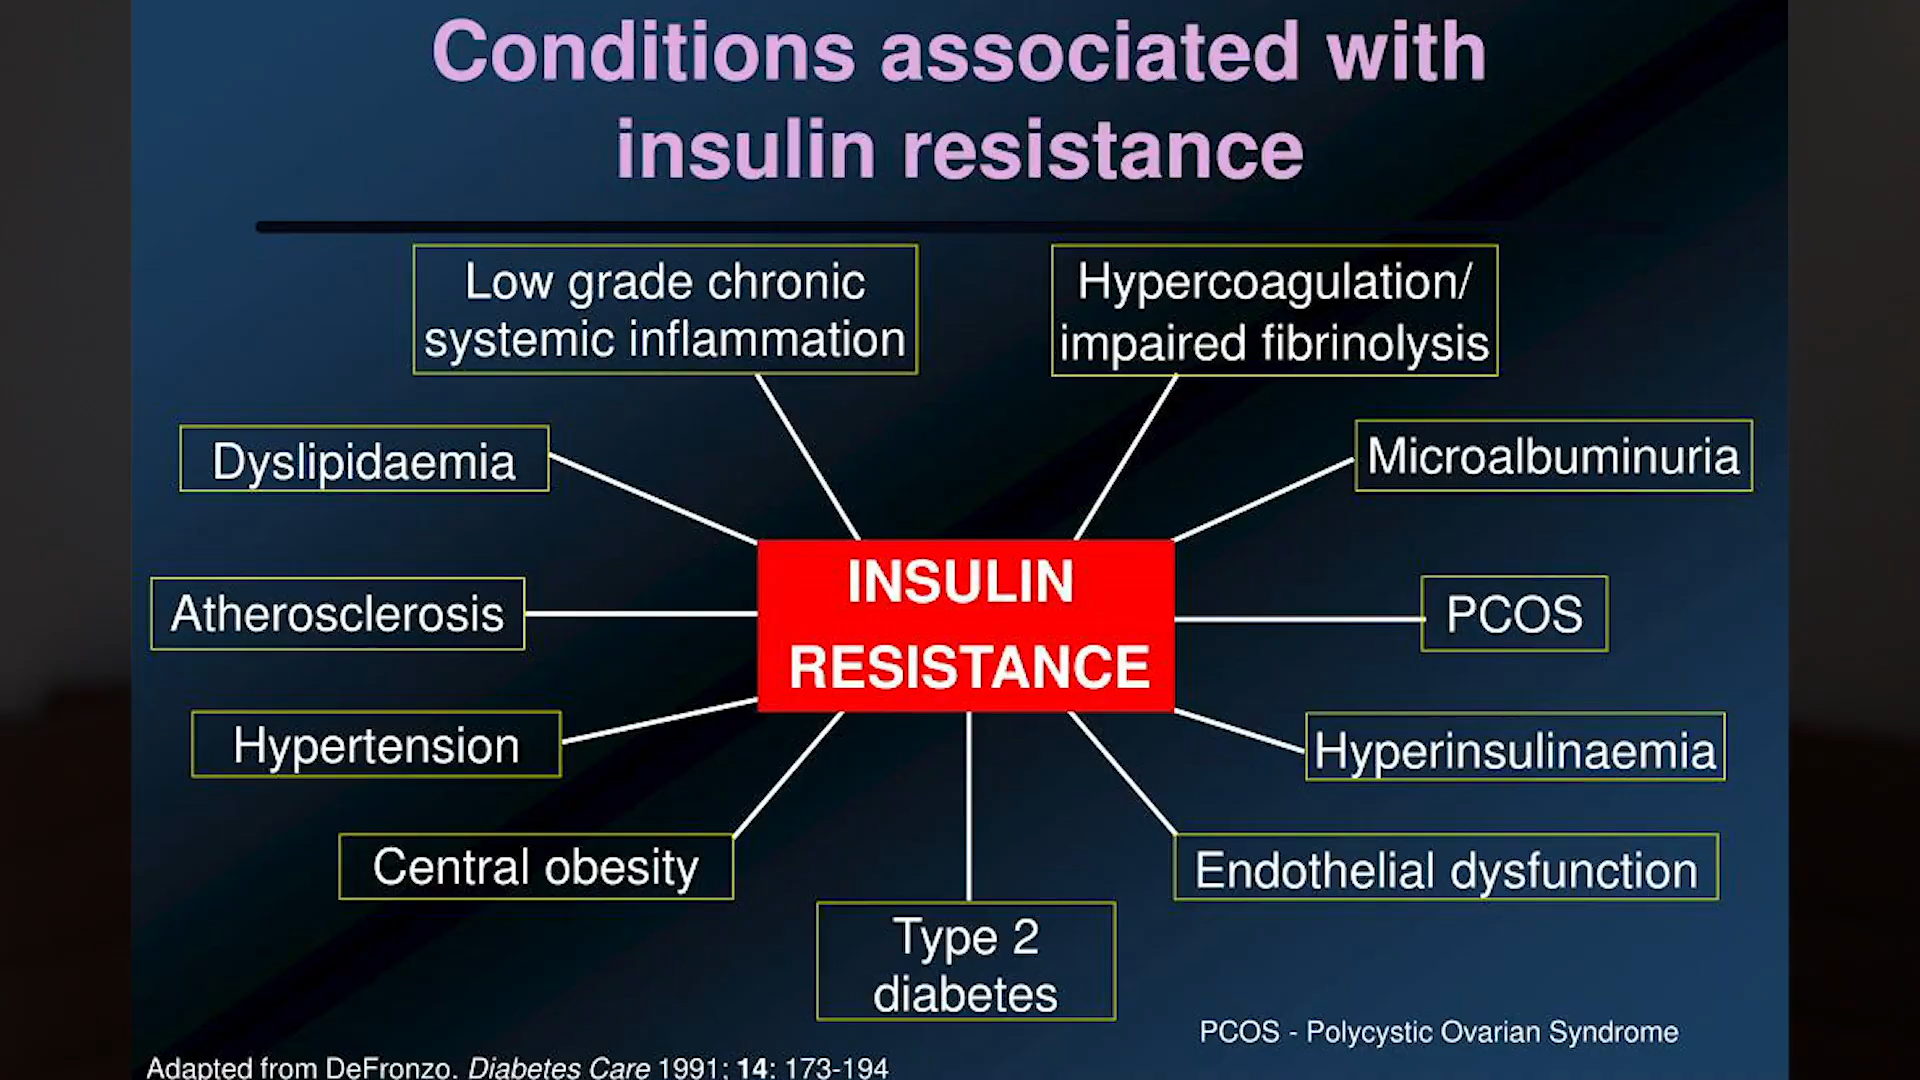 Conditions associated with
insulin resistance
Low grade chronic
systemic inflammation
Hypercoagulation/
impaired fibrinolysis
Dyslipidaemia
Microalbuminuria
Atherosclerosis
INSULIN
RESISTANCE
PCOS
Hypertension
Hyperinsulinaemia
Central obesity
Endothelial dysfunction
Type 2
diabetes
PCOS - Polycystic Ovarian Syndrome
Adapted from DeFronzo. Diabetes Care 1991; 14: 173-194